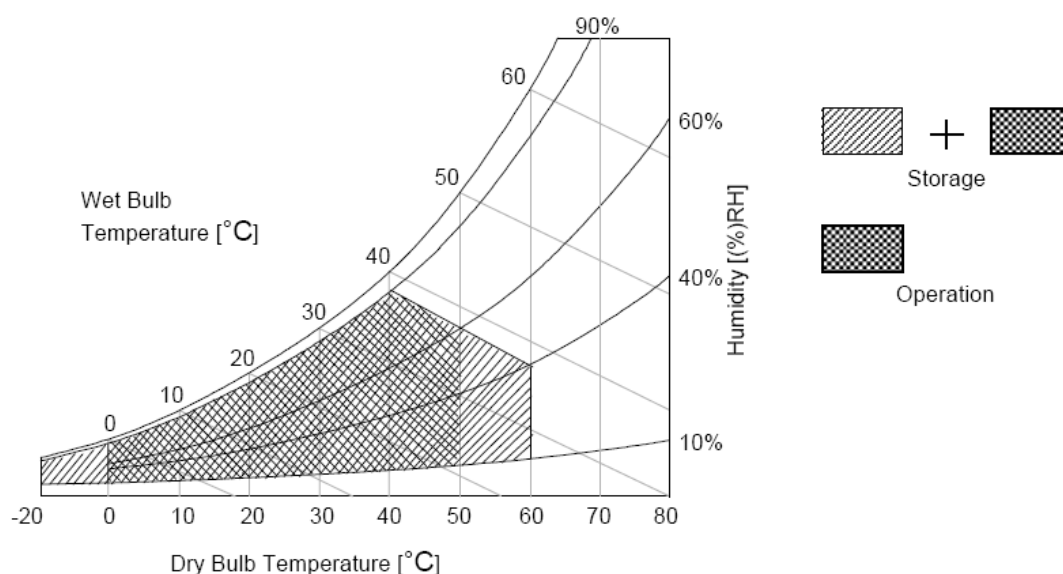 90%
60
60%
50
Wet Bulb
Temperature [°C]
Storage
40
40%
Humidity [(%)RH]
Operation
30
20
10
0
10%
-20 0 10 20 30 40 50 60 70 80
Dry Bulb Temperature [°C]